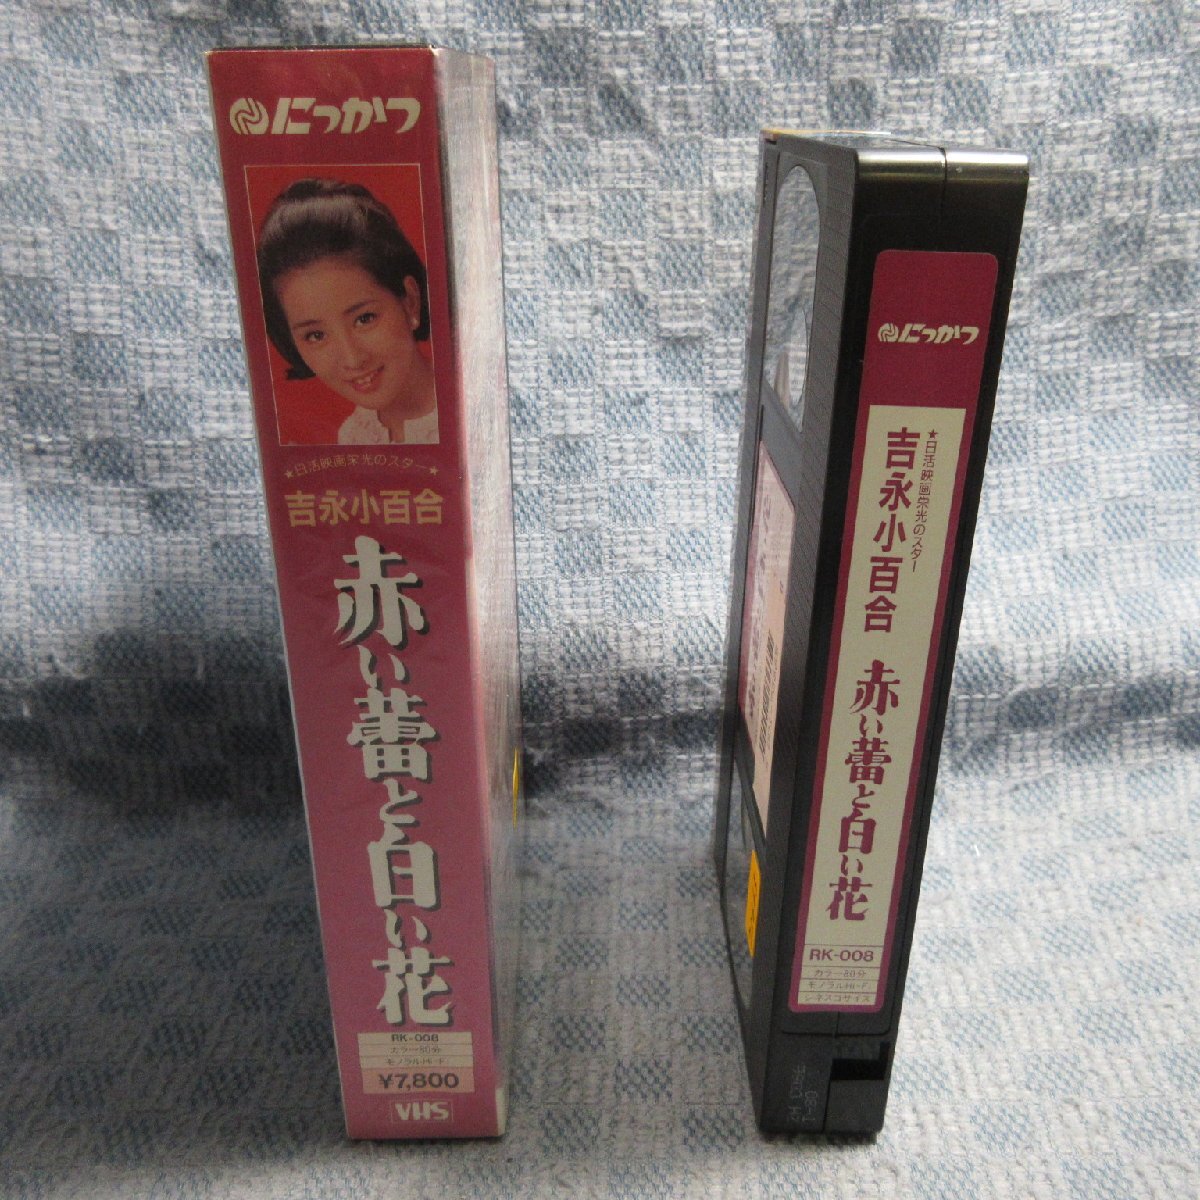 にっかつ
★日活映画栄光のスター★
吉永小百合
赤い蕾と白い花
RK-008
カラー80分
モノラルHi-Fi
¥7,800
VHS
にっかつ
★日活映画栄光のスター
吉永小百合
赤い蕾と白い花
RK-008
カラー80分
モノラルHi-Fi
シネスコサイズ